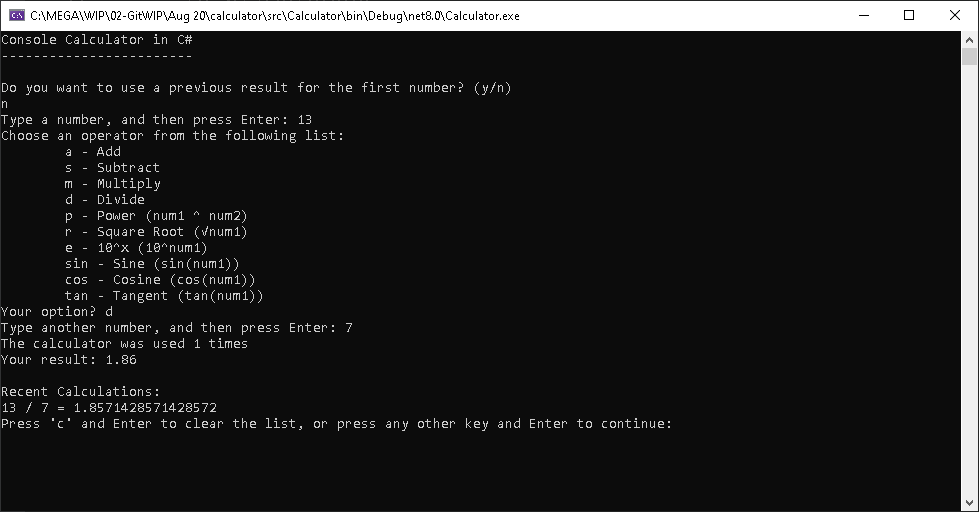 C:\MEGA\WIP\02-GitWIP\Aug 20\calculator\src\Calculator\bin\Debug\net8.0\Calculator.exe
Console Calculator in C#
------------------------
Do you want to use a previous result for the first number? (y/n)
n
Type a number, and then press Enter: 13
Choose an operator from the following list:
a - Add
s - Subtract
m - Multiply
d - Divide
p - Power (num1 ^ num2)
r - Square Root (√num1)
e - 10^x (10^num1)
sin - Sine (sin(num1))
cos - Cosine (cos(num1))
tan - Tangent (tan(num1))
Your option? d
Type another number, and then press Enter: 7
The calculator was used 1 times
Your result: 1.86
Recent Calculations:
13 / 7 = 1.8571428571428572
Press 'c' and Enter to clear the list, or press any other key and Enter to continue: